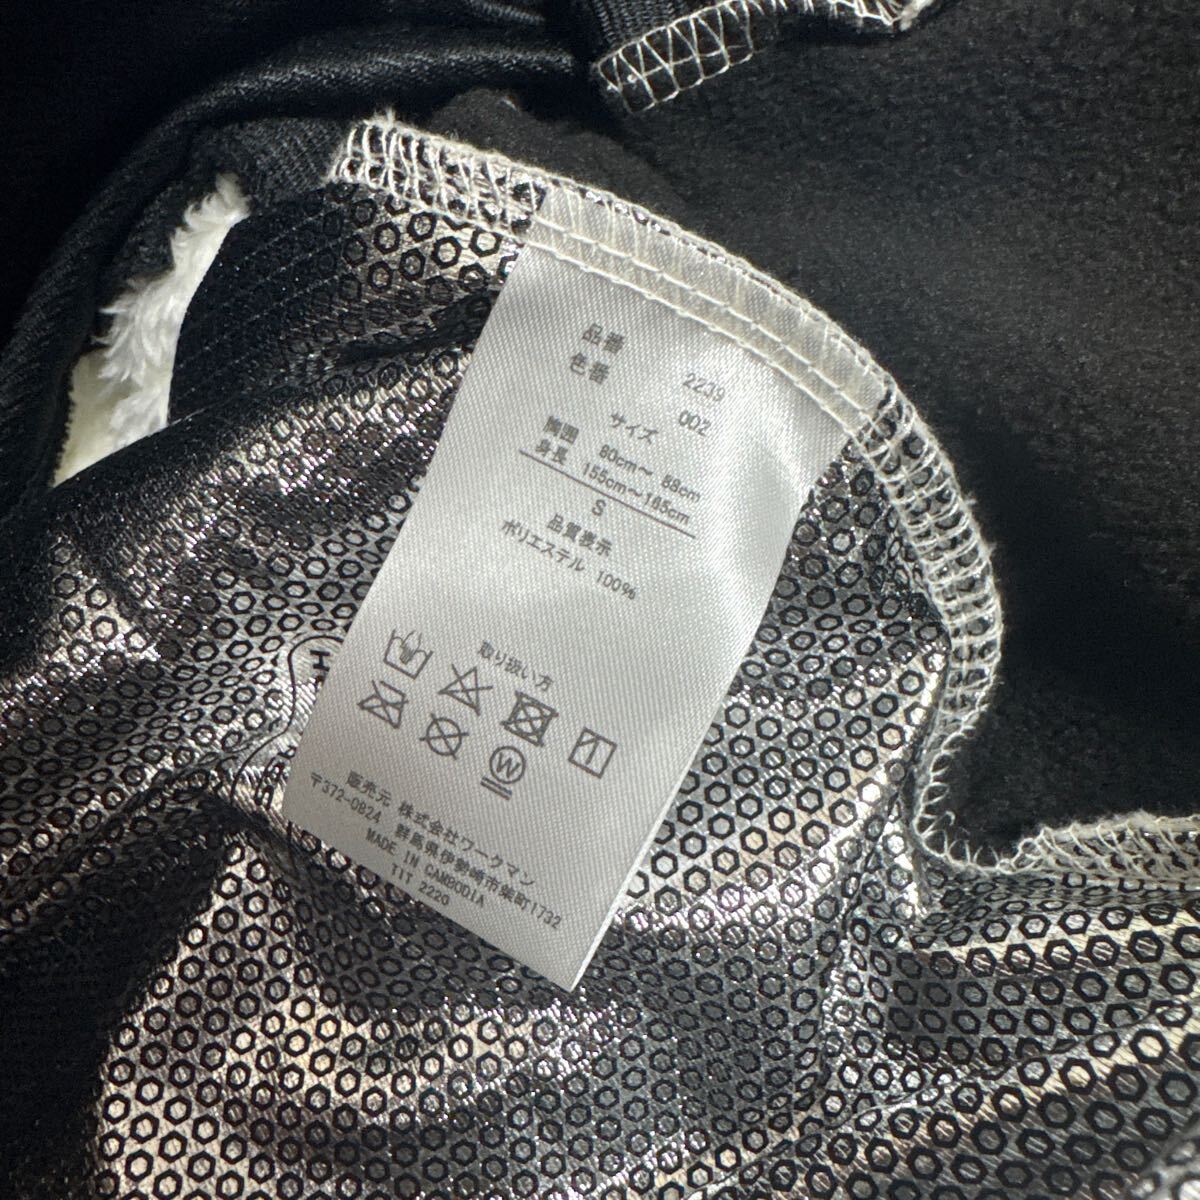 品番 2239
色番 002
サイズ
胸囲 80cm～ 88cm
身長 155cm～165cm
S
品質表示
ポリエステル 100%
取り扱い方
W
販売元 株式会社ワークマン
〒372-0824 群馬県伊勢崎市柴町1732
MADE IN CAMBODIA
TIT 2220
H